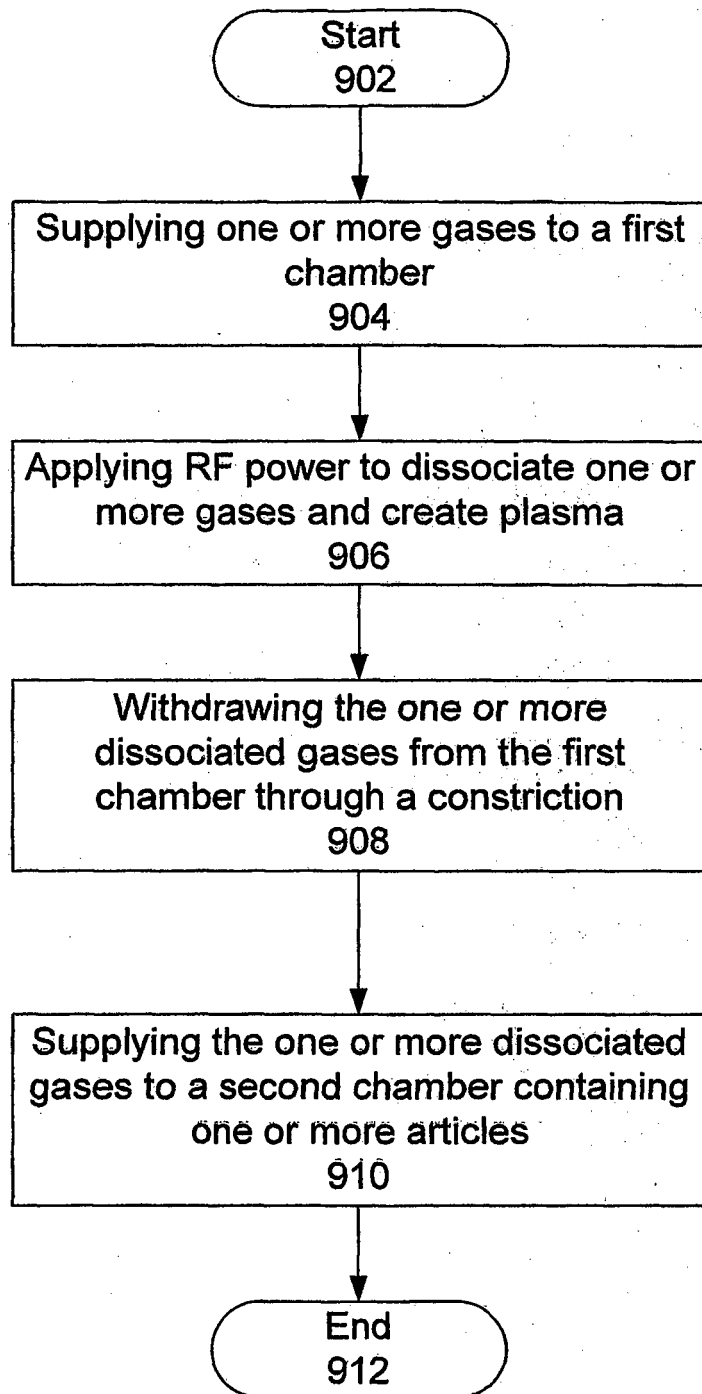 Start
902
Supplying one or more gases to a first
chamber
904
Applying RF power to dissociate one or
more gases and create plasma
906
Withdrawing the one or more
dissociated gases from the first
chamber through a constriction
908
Supplying the one or more dissociated
gases to a second chamber containing
one or more articles
910
End
912